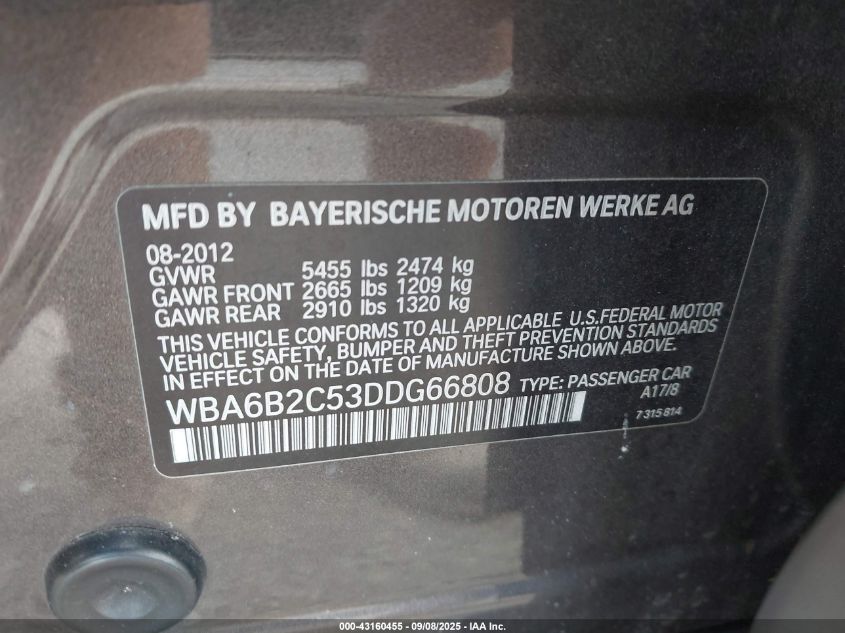 MFD BY BAYERISCHE MOTOREN WERKE AG
08-2012
GVWR 5455 lbs 2474 kg
GAWR FRONT 2665 lbs 1209 kg
GAWR REAR 2910 lbs 1320 kg
THIS VEHICLE CONFORMS TO ALL APPLICABLE U.S.FEDERAL MOTOR
VEHICLE SAFETY, BUMPER AND THEFT PREVENTION STANDARDS
IN EFFECT ON THE DATE OF MANUFACTURE SHOWN ABOVE.
WBA6B2C53DDG66808 TYPE: PASSENGER CAR
A17/8
7 315 814
000-43160455 - 09/08/2025 - IAA Inc.